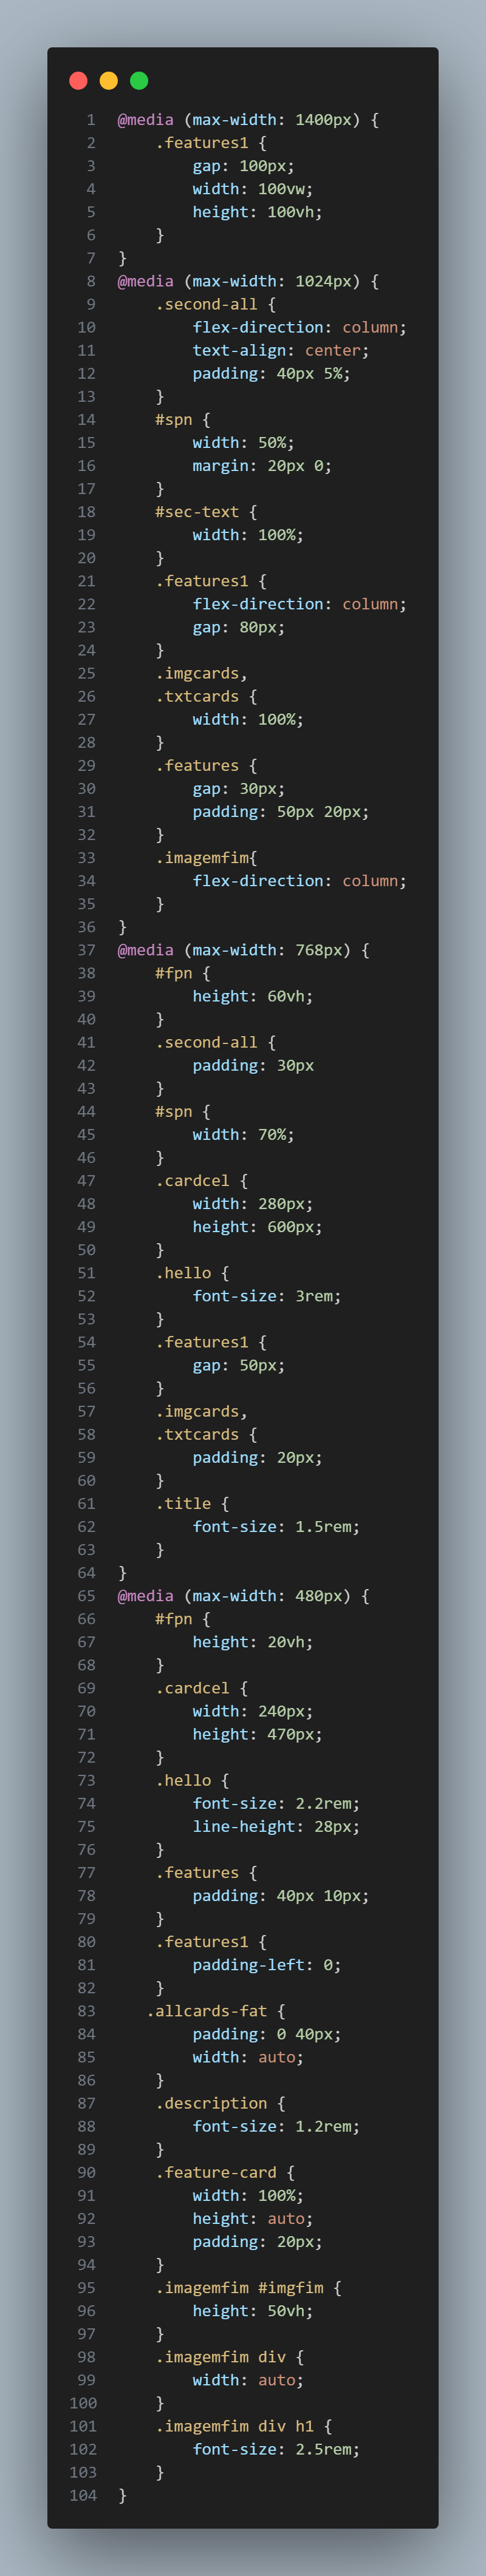 1 @media (max-width: 1400px) {
2 .features1 {
3 gap: 100px;
4 width: 100vw;
5 height: 100vh;
6 }
7 }
8 @media (max-width: 1024px) {
9 .second-all {
10 flex-direction: column;
11 text-align: center;
12 padding: 40px 5%;
13 }
14 #spn {
15 width: 50%;
16 margin: 20px 0;
17 }
18 #sec-text {
19 width: 100%;
20 }
21 .features1 {
22 flex-direction: column;
23 gap: 80px;
24 }
25 .imgcards,
26 .txtcards {
27 width: 100%;
28 }
29 .features {
30 gap: 30px;
31 padding: 50px 20px;
32 }
33 .imagemfim{
34 flex-direction: column;
35 }
36 }
37 @media (max-width: 768px) {
38 #fpn {
39 height: 60vh;
40 }
41 .second-all {
42 padding: 30px
43 }
44 #spn {
45 width: 70%;
46 }
47 .cardcel {
48 width: 280px;
49 height: 600px;
50 }
51 .hello {
52 font-size: 3rem;
53 }
54 .features1 {
55 gap: 50px;
56 }
57 .imgcards,
58 .txtcards {
59 padding: 20px;
60 }
61 .title {
62 font-size: 1.5rem;
63 }
64 }
65 @media (max-width: 480px) {
66 #fpn {
67 height: 20vh;
68 }
69 .cardcel {
70 width: 240px;
71 height: 470px;
72 }
73 .hello {
74 font-size: 2.2rem;
75 line-height: 28px;
76 }
77 .features {
78 padding: 40px 10px;
79 }
80 .features1 {
81 padding-left: 0;
82 }
83 .allcards-fat {
84 padding: 0 40px;
85 width: auto;
86 }
87 .description {
88 font-size: 1.2rem;
89 }
90 .feature-card {
91 width: 100%;
92 height: auto;
93 padding: 20px;
94 }
95 .imagemfim #imgfim {
96 height: 50vh;
97 }
98 .imagemfim div {
99 width: auto;
100 }
101 .imagemfim div h1 {
102 font-size: 2.5rem;
103 }
104 }